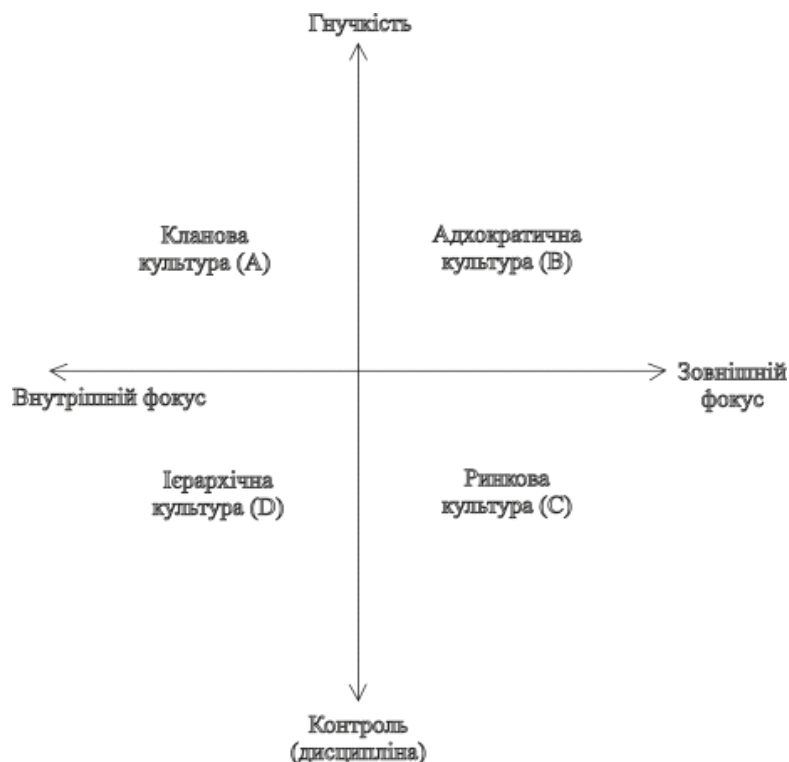 Гнучкість
Кланова
культура (A)
Адхократична
культура (B)
Внутрішній фокус
Зовнішній
фокус
Ієрархічна
культура (D)
Ринкова
культура (C)
Контроль
(дисципліна)